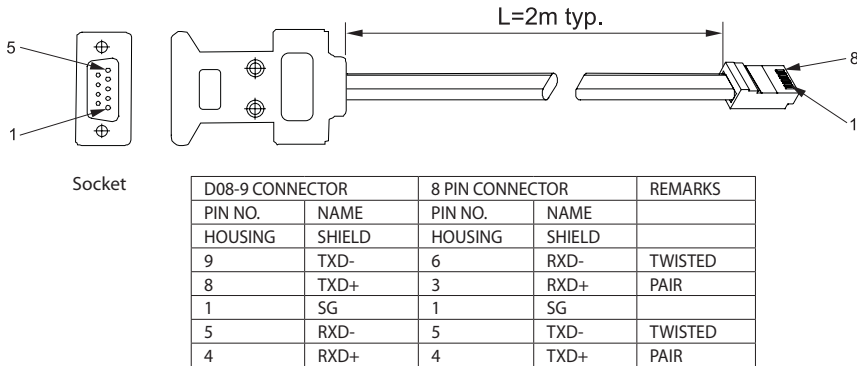 L=2m typ.
5
1
8
1
Socket
D08-9 CONNECTOR 8 PIN CONNECTOR REMARKS
PIN NO. NAME PIN NO. NAME
HOUSING SHIELD HOUSING SHIELD
9 TXD- 6 RXD- TWISTED
8 TXD+ 3 RXD+ PAIR
1 SG 1 SG
5 RXD- 5 TXD- TWISTED
4 RXD+ 4 TXD+ PAIR